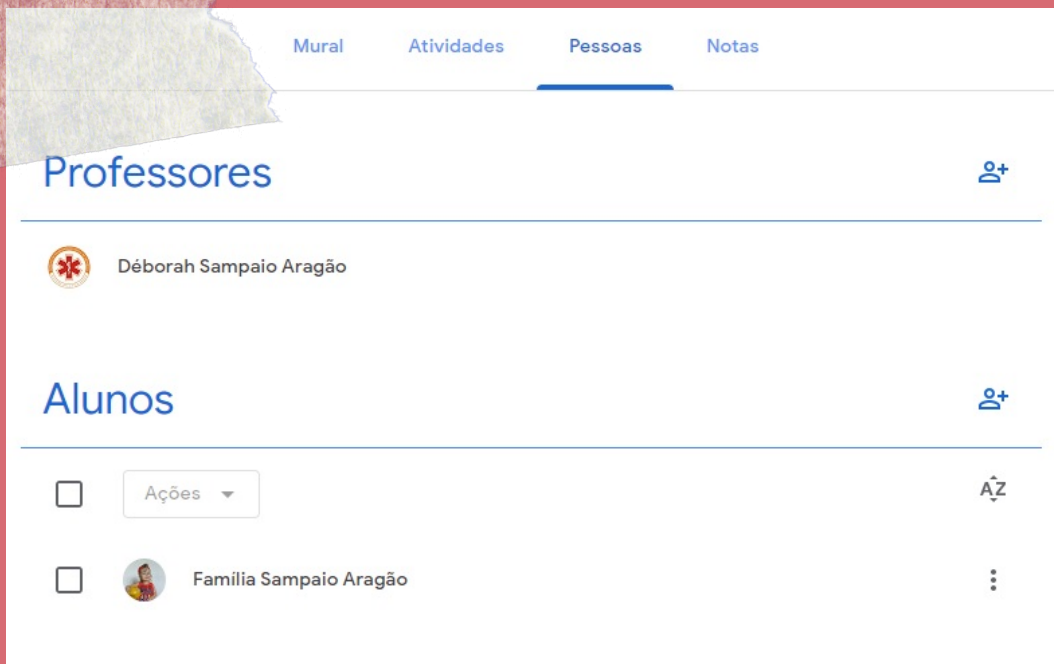 Mural Atividades Pessoas Notas
Professores
Déborah Sampaio Aragão
Alunos
Ações
AZ
Família Sampaio Aragão